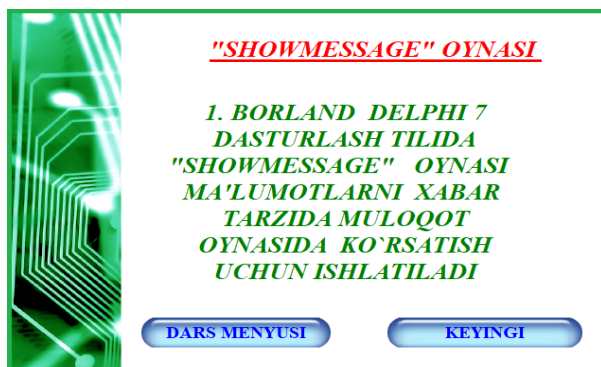 "SHOWMESSAGE" OYNASI
1. BORLAND DELPHI 7
DASTURLASH TILIDA
"SHOWMESSAGE" OYNASI
MA'LUMOTLARNI XABAR
TARZIDA MULOQOT
OYNASIDA KO`RSATISH
UCHUN ISHLATILADI
DARS MENYUSI
KEYINGI